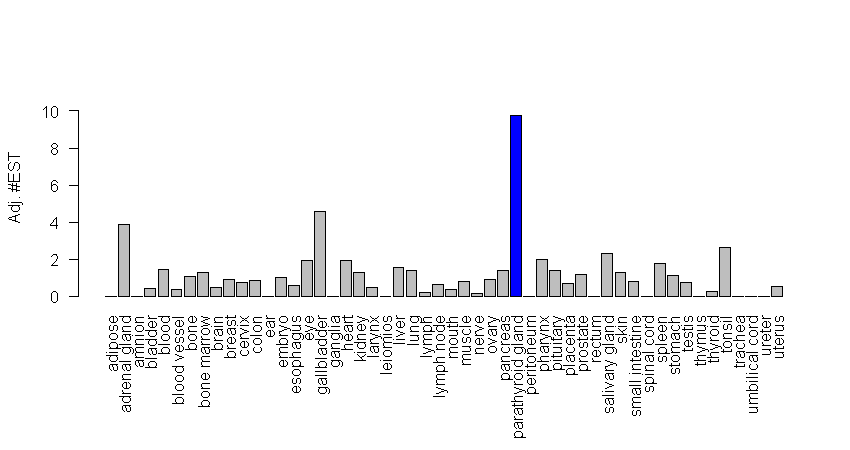 Adj. #EST
10
8
6
4
2
0
adipose
adrenal gland
amnion
bladder
blood
blood vessel
bone
bone marrow
brain
breast
cervix
colon
ear
embryo
esophagus
eye
gallbladder
ganglia
heart
kidney
larynx
leiomios
liver
lung
lymph
lymph node
mouth
muscle
nerve
ovary
pancreas
parathyroid gland
peritoneum
pharynx
pituitary
placenta
prostate
rectum
salivary gland
skin
small intestine
spinal cord
spleen
stomach
testis
thymus
thyroid
tonsil
trachea
umbilical cord
ureter
uterus